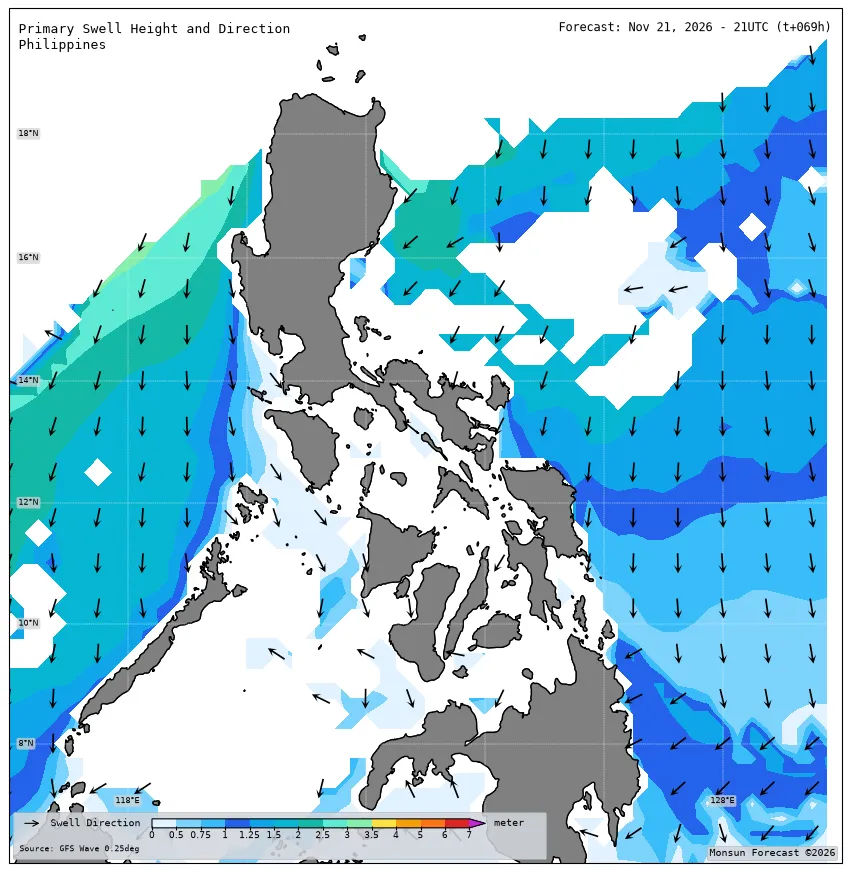 Primary Swell Height and Direction
Philippines
Forecast: Nov 21, 2026 - 21UTC (t+069h)
18°N
16°N
14°N
12°N
10°N
8°N
118°E
128°E
Swell Direction
0 0.5 0.75 1 1.25 1.5 2 2.5 3 3.5 4 5 6 7
meter
Source: GFS Wave 0.25deg
Monsun Forecast ©2026